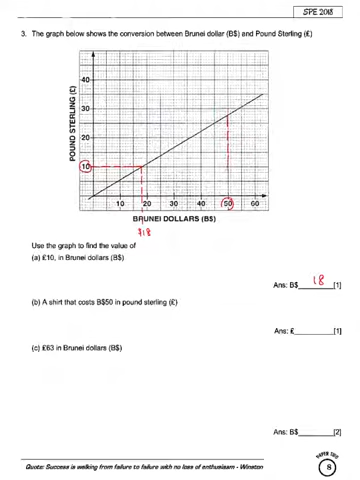 SPE 2018
3. The graph below shows the conversion between Brunei dollar (B$) and Pound Sterling (£)
POUND STERLING (£)
40
30
20
10
10 20 30 40 50 60
BRUNEI DOLLARS (B$)
18
Use the graph to find the value of
(a) £10, in Brunei dollars (B$)
Ans: B$ 18 [1]
(b) A shirt that costs B$50 in pound sterling (£)
Ans: £ [1]
(c) £63 in Brunei dollars (B$)
Ans: B$ [2]
PAPER TWO
Quote: Success is walking from failure to failure with no loss of enthusiasm - Winston
8